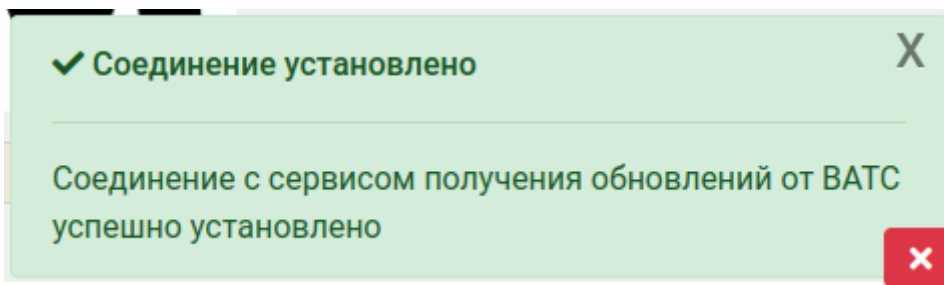 Соединение установлено
X
Соединение с сервисом получения обновлений от ВАТС
успешно установлено